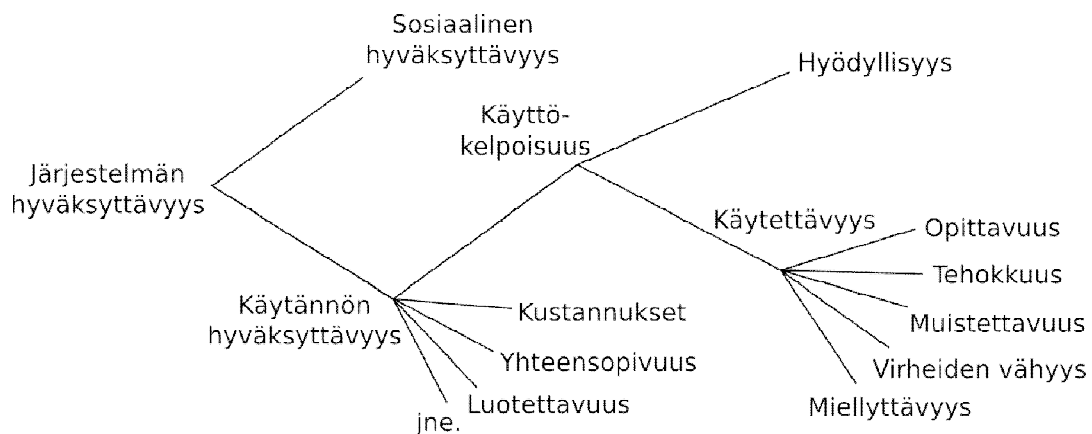 Sosiaalinen
hyväksyttävyys
Hyödyllisyys
Käyttö-
kelpoisuus
Järjestelmän
hyväksyttävyys
Käytettävyys
Opittavuus
Tehokkuus
Käytännön
hyväksyttävyys
Kustannukset
Muistettavuus
Yhteensopivuus
Virheiden vähyys
Luotettavuus
Miellyttävyys
jne.